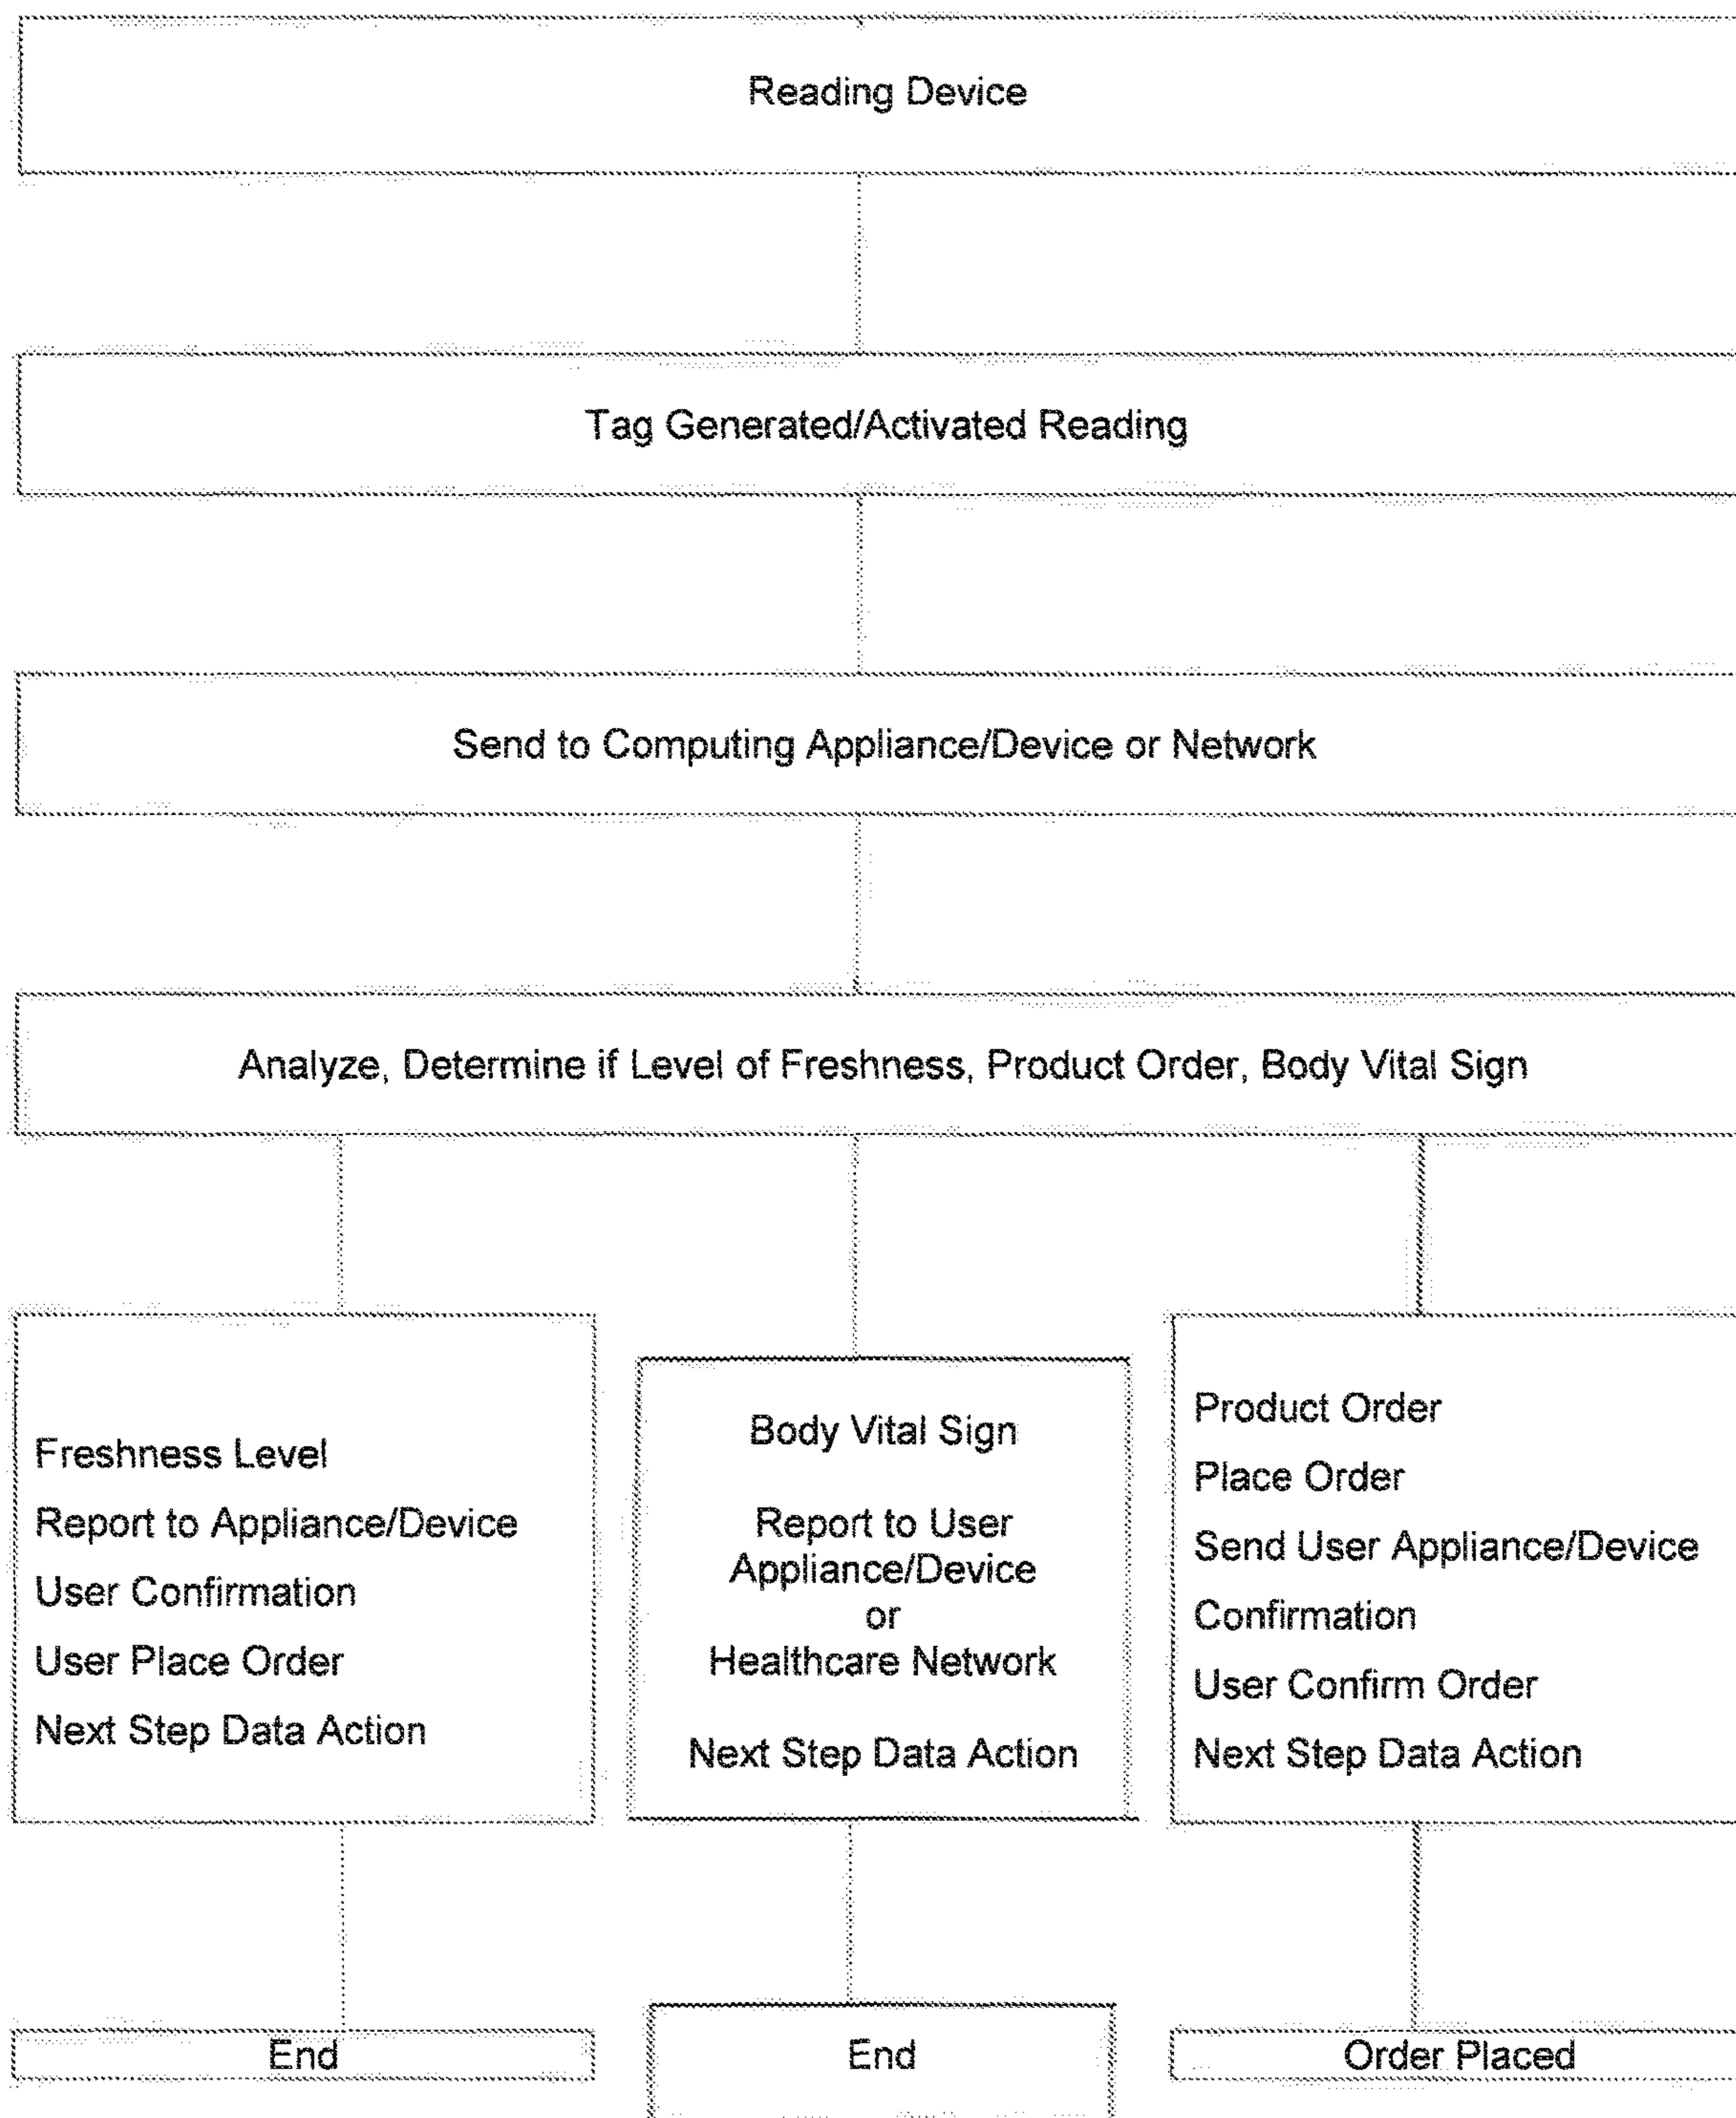 Reading Device
Tag Generated/Activated Reading
Send to Computing Appliance/Device or Network
Analyze, Determine if Level of Freshness, Product Order, Body Vital Sign
Freshness Level
Report to Appliance/Device
User Confirmation
User Place Order
Next Step Data Action
Body Vital Sign
Report to User
Appliance/Device
or
Healthcare Network
Next Step Data Action
Product Order
Place Order
Send User Appliance/Device
Confirmation
User Confirm Order
Next Step Data Action
End
End
Order Placed